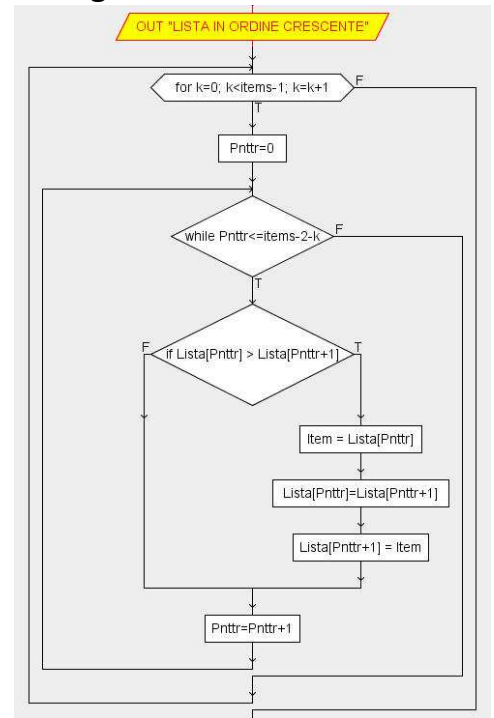 OUT "LISTA IN ORDINE CRESCENTE"
for k=0; k<items-1; k=k+1
F
T
Pnttr=0
while Pnttr<=items-2-k
F
T
F
if Lista[Pnttr] > Lista[Pnttr+1]
T
Item = Lista[Pnttr]
Lista[Pnttr]=Lista[Pnttr+1]
Lista[Pnttr+1] = Item
Pnttr=Pnttr+1